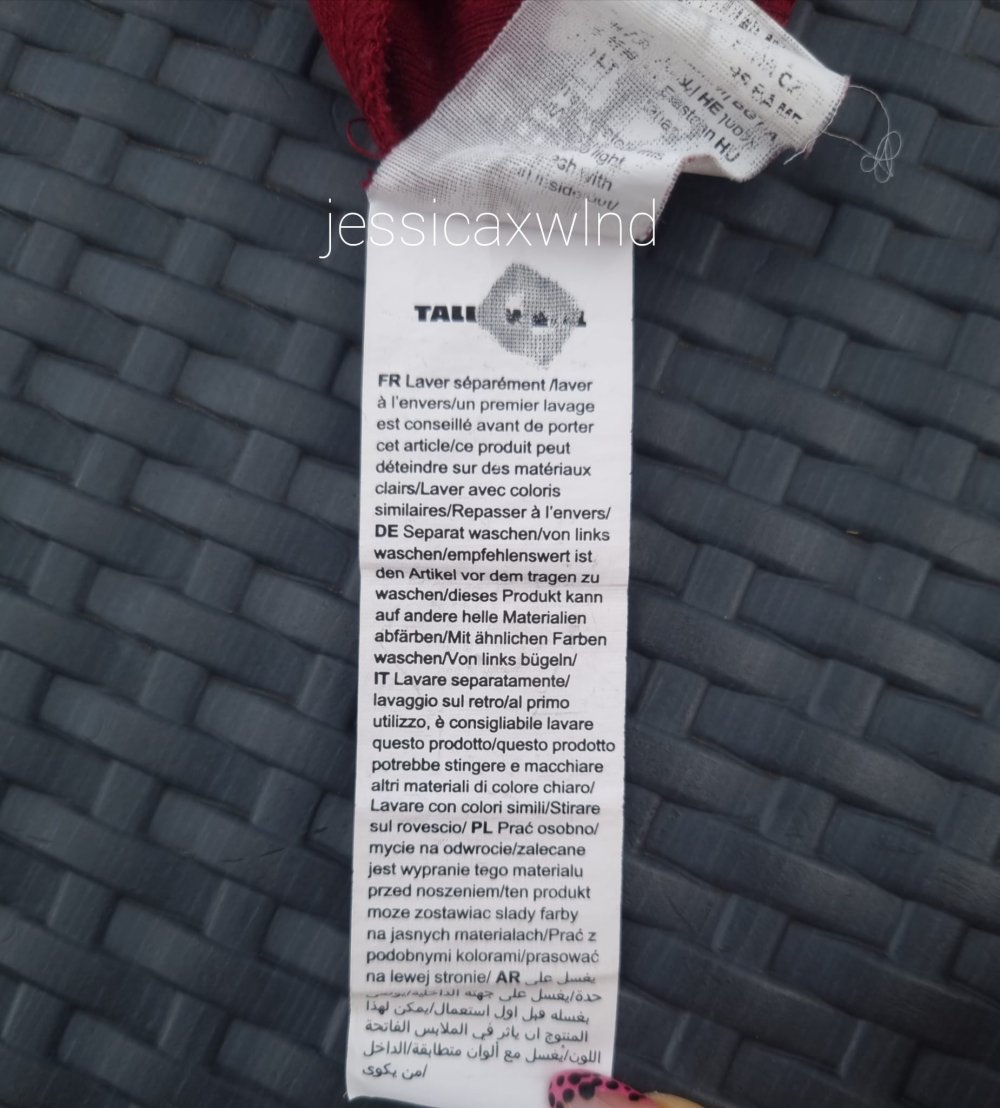 HE
Eastern HU
light
with
jessicaxwlnd
FR Laver séparément /laver
à l'envers/un premier lavage
est conseillé avant de porter
cet article/ce produit peut
déteindre sur des matériaux
clairs/Laver avec coloris
similaires/Repasser à l'envers/
DE Separat waschen/von links
waschen/empfehlenswert ist
den Artikel vor dem tragen zu
waschen/dieses Produkt kann
auf andere helle Materialien
abfärben/Mit ähnlichen Farben
waschen/Von links bügeln/
IT Lavare separatamente/
lavaggio sul retro/al primo
utilizzo, è consigliabile lavare
questo prodotto/questo prodotto
potrebbe stingere e macchiare
altri materiali di colore chiaro/
Lavare con colori simili/Stirare
sul rovescio/ PL Prać osobno/
mycie na odwrocie/zalecane
jest wypranie tego materialu
przed noszeniem/ten produkt
moze zostawiac slady farby
na jasnych materialach/Prać z
podobnymi kolorami/prasować
na lewej stronie/ AR يغسل على
حدة/يغسل على جهته الداخلية/
يغسله قبل اول استعمال/يمكن لهذا
المنتوج ان ياثر في الملابس الفاتحة
اللون/يغسل مع ألوان متطابقة/الداخل
من يكوى/